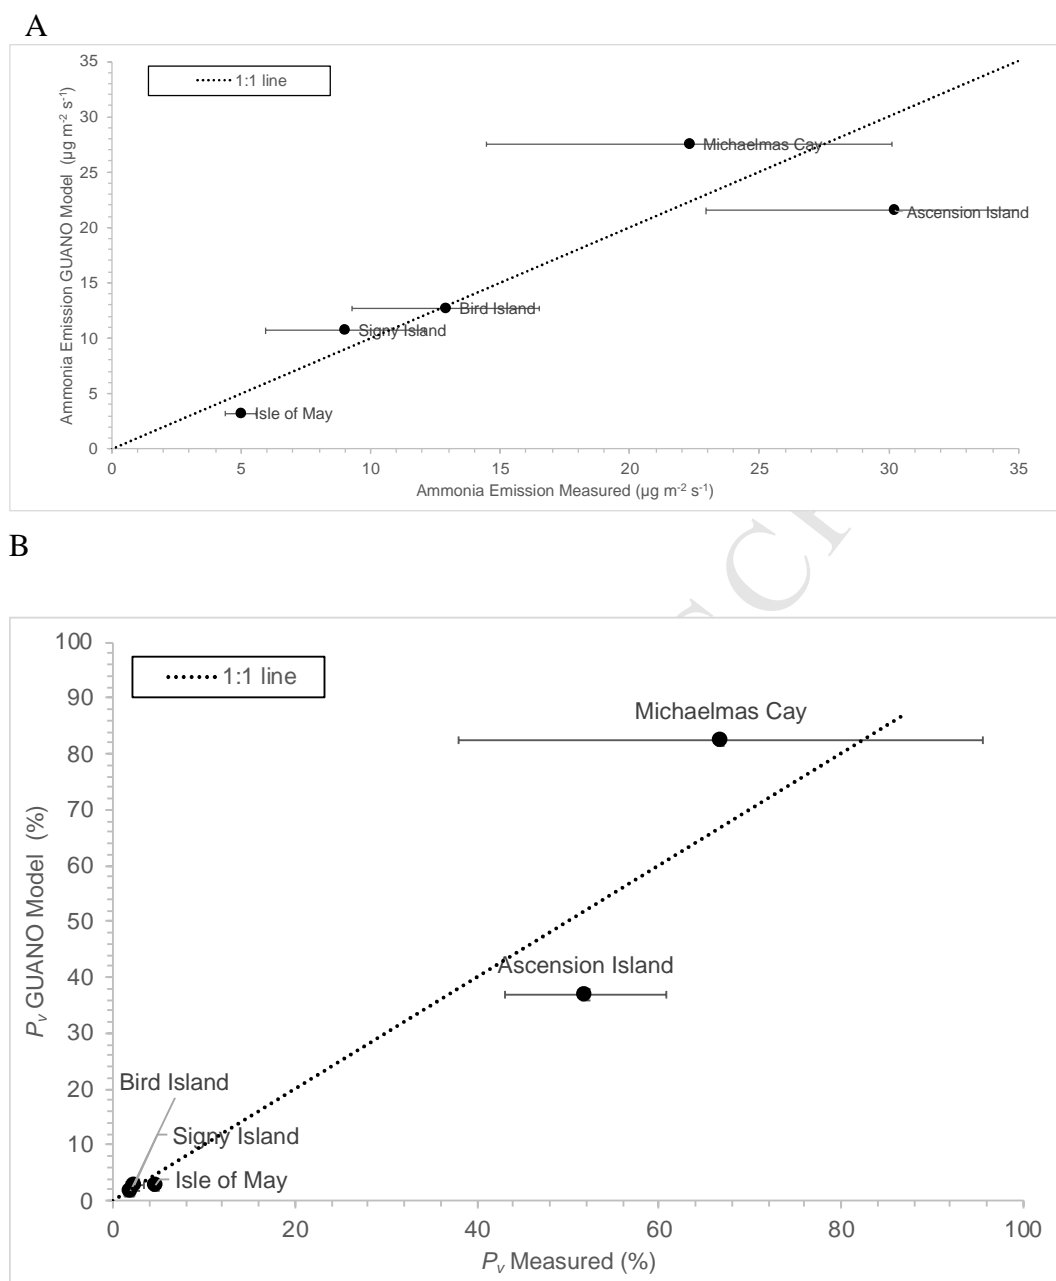 A
35
1:1 line
30
Michaelmas Cay
25
Ascension Island
20
15
Bird Island
Signy Island
10
5
Isle of May
0
Ammonia Emission GUANO Model (µg m⁻² s⁻¹)
0 5 10 15 20 25 30 35
Ammonia Emission Measured (µg m⁻² s⁻¹)
B
100
1:1 line
90
Michaelmas Cay
80
70
60
50
Ascension Island
40
30
20
Bird Island
Signy Island
10
Isle of May
0
Pᵥ GUANO Model (%)
0 20 40 60 80 100
Pᵥ Measured (%)